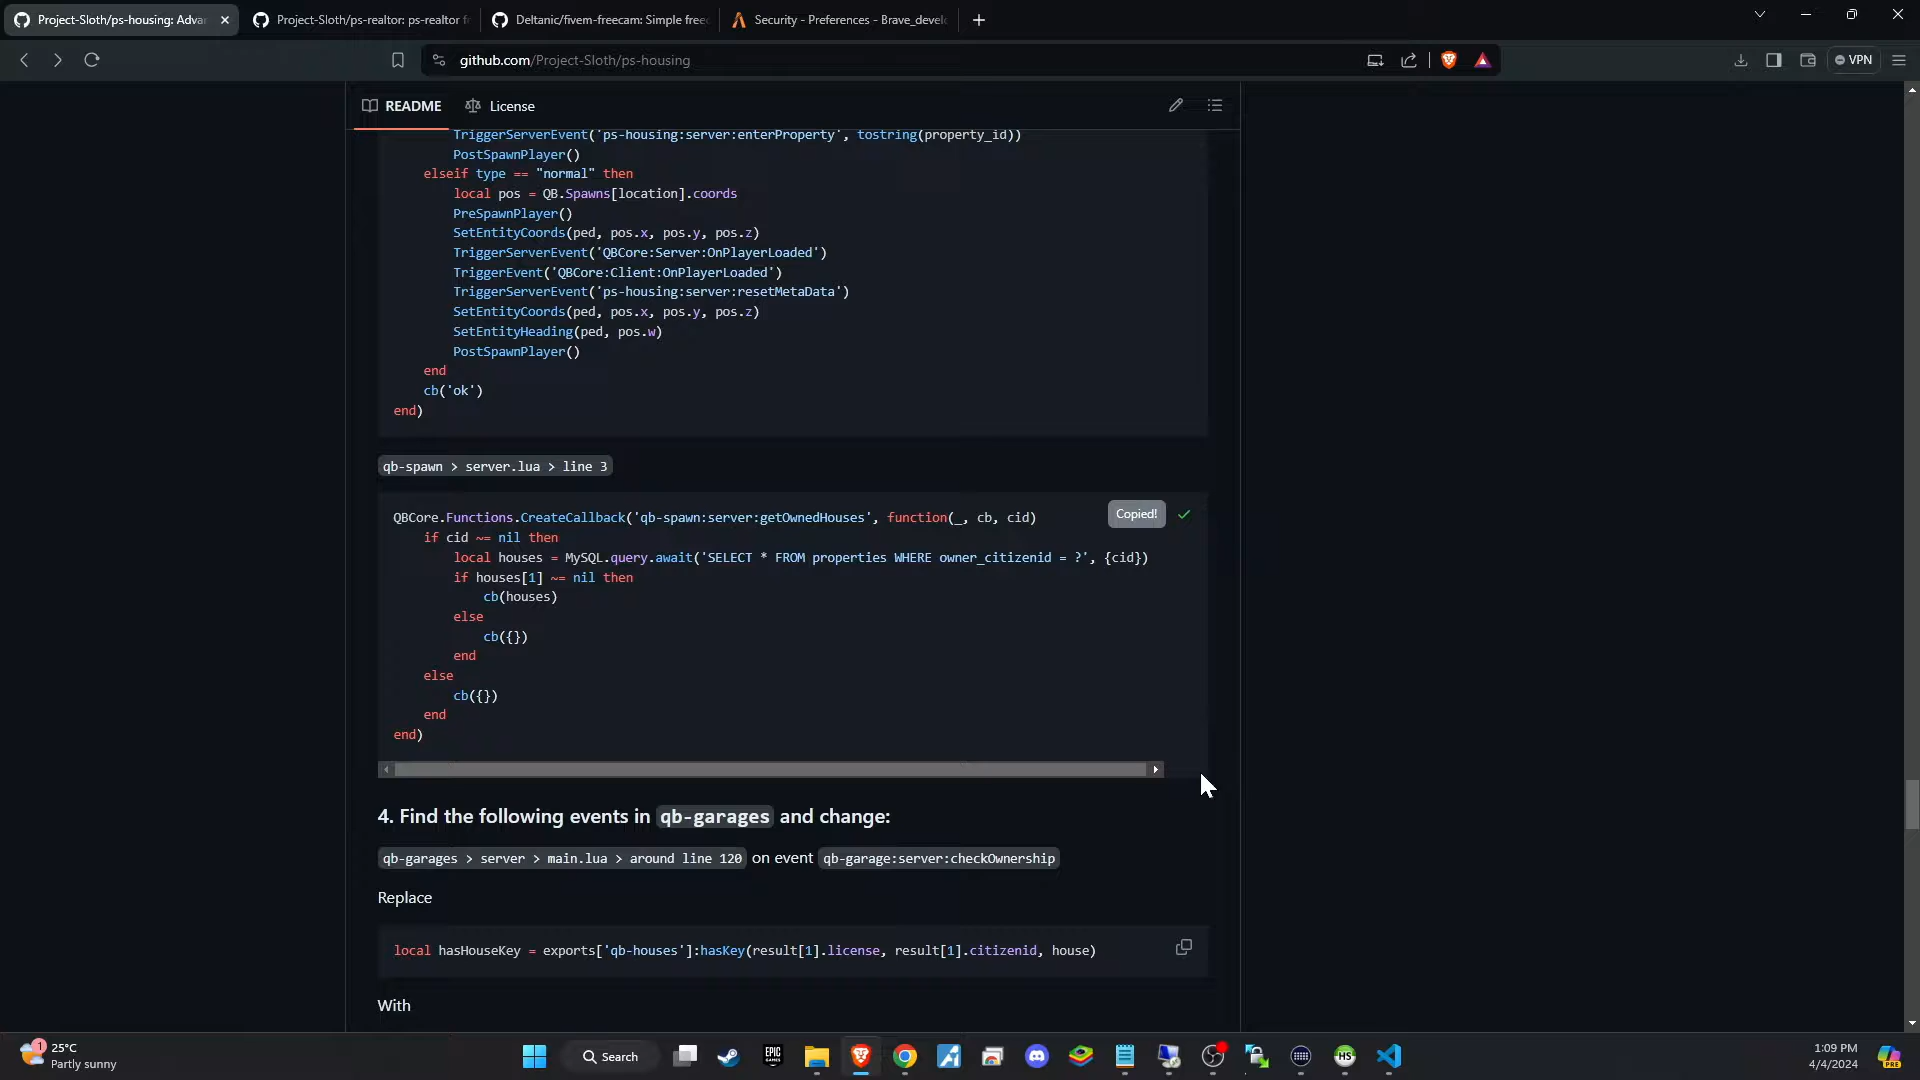 Project-Sloth/ps-housing: Adva
Project-Sloth/ps-realtor: ps-realtor f
Deltanic/fivem-freecam: Simple free
Security - Preferences - Brave_devel
github.com/Project-Sloth/ps-housing
VPN
README
License
TriggerServerEvent('ps-housing:server:enterProperty', tostring(property_id))
PostSpawnPlayer()
elseif type == "normal" then
local pos = QB.Spawns[location].coords
PreSpawnPlayer()
SetEntityCoords(ped, pos.x, pos.y, pos.z)
TriggerServerEvent('QBCore:Server:OnPlayerLoaded')
TriggerEvent('QBCore:Client:OnPlayerLoaded')
TriggerServerEvent('ps-housing:server:resetMetaData')
SetEntityCoords(ped, pos.x, pos.y, pos.z)
SetEntityHeading(ped, pos.w)
PostSpawnPlayer()
end
cb('ok')
end)
qb-spawn > server.lua > line 3
QBCore.Functions.CreateCallback('qb-spawn:server:getOwnedHouses', function(_, cb, cid)
Copied!
if cid ~= nil then
local houses = MySQL.query.await('SELECT * FROM properties WHERE owner_citizenid = ?', {cid})
if houses[1] ~= nil then
cb(houses)
else
cb({})
end
else
cb({})
end
end)
4. Find the following events in qb-garages and change:
qb-garages > server > main.lua > around line 120 on event qb-garage:server:checkOwnership
Replace
local hasHouseKey = exports['qb-houses']:hasKey(result[1].license, result[1].citizenid, house)
With
1
25°C
Partly sunny
Search
EPIC GAMES
HS
1:09 PM
4/4/2024
PRE